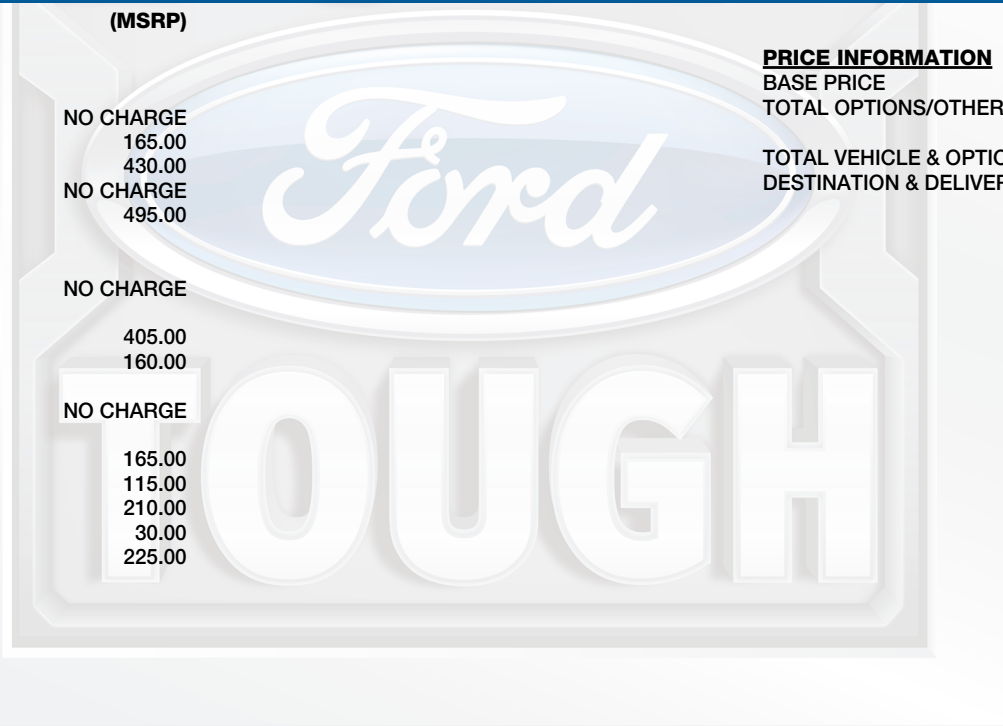 (MSRP)
NO CHARGE
165.00
430.00
NO CHARGE
495.00
NO CHARGE
405.00
160.00
NO CHARGE
165.00
115.00
210.00
30.00
225.00
PRICE INFORMATION
BASE PRICE
TOTAL OPTIONS/OTHER
TOTAL VEHICLE & OPTIO
DESTINATION & DELIVER
Ford
TOUGH